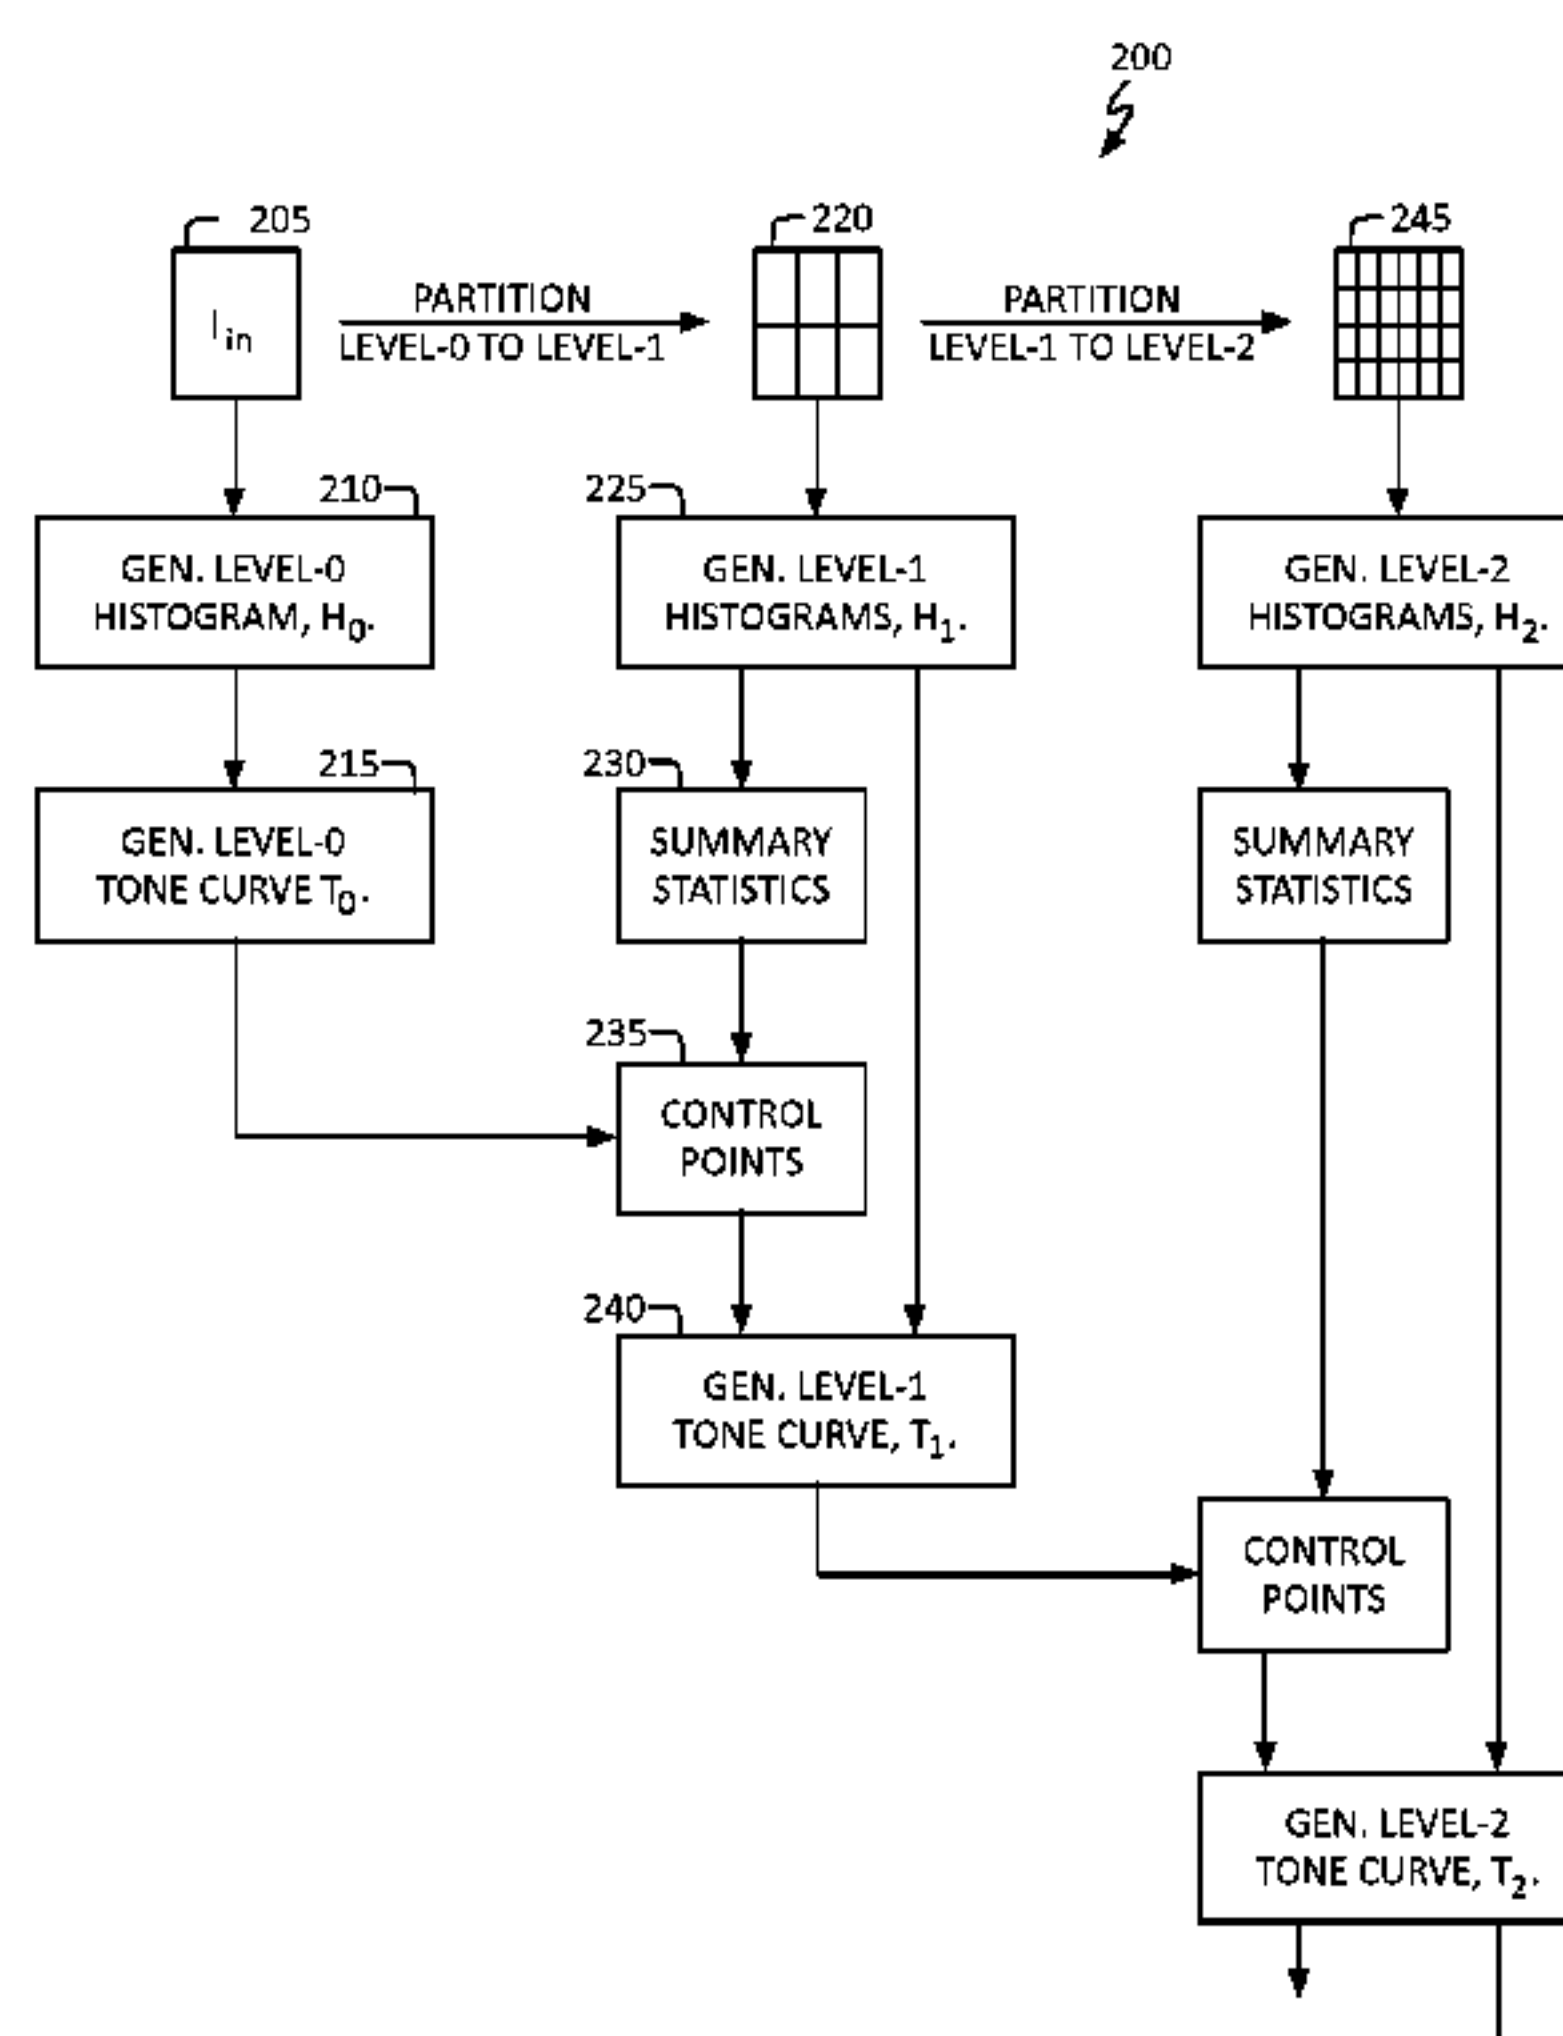 200
205
220
245
I in
PARTITION
LEVEL-0 TO LEVEL-1
PARTITION
LEVEL-1 TO LEVEL-2
210
225
GEN. LEVEL-0
HISTOGRAM, H0.
GEN. LEVEL-1
HISTOGRAMS, H1.
GEN. LEVEL-2
HISTOGRAMS, H2.
215
230
GEN. LEVEL-0
TONE CURVE T0.
SUMMARY
STATISTICS
SUMMARY
STATISTICS
235
CONTROL
POINTS
240
GEN. LEVEL-1
TONE CURVE, T1.
CONTROL
POINTS
GEN. LEVEL-2
TONE CURVE, T2.